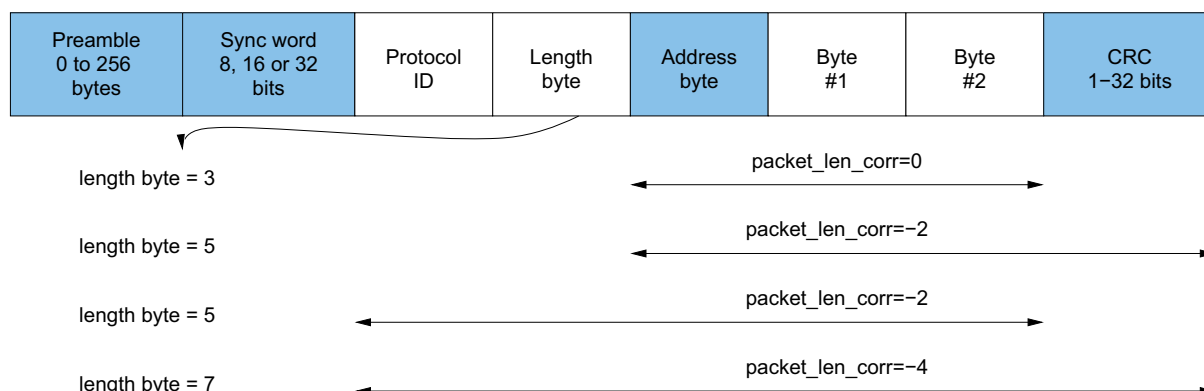 Preamble
0 to 256
bytes
Sync word
8, 16 or 32
bits
Protocol
ID
Length
byte
Address
byte
Byte
#1
Byte
#2
CRC
1−32 bits
length byte = 3
packet_len_corr=0
length byte = 5
packet_len_corr=−2
length byte = 5
packet_len_corr=−2
length byte = 7
packet_len_corr=−4